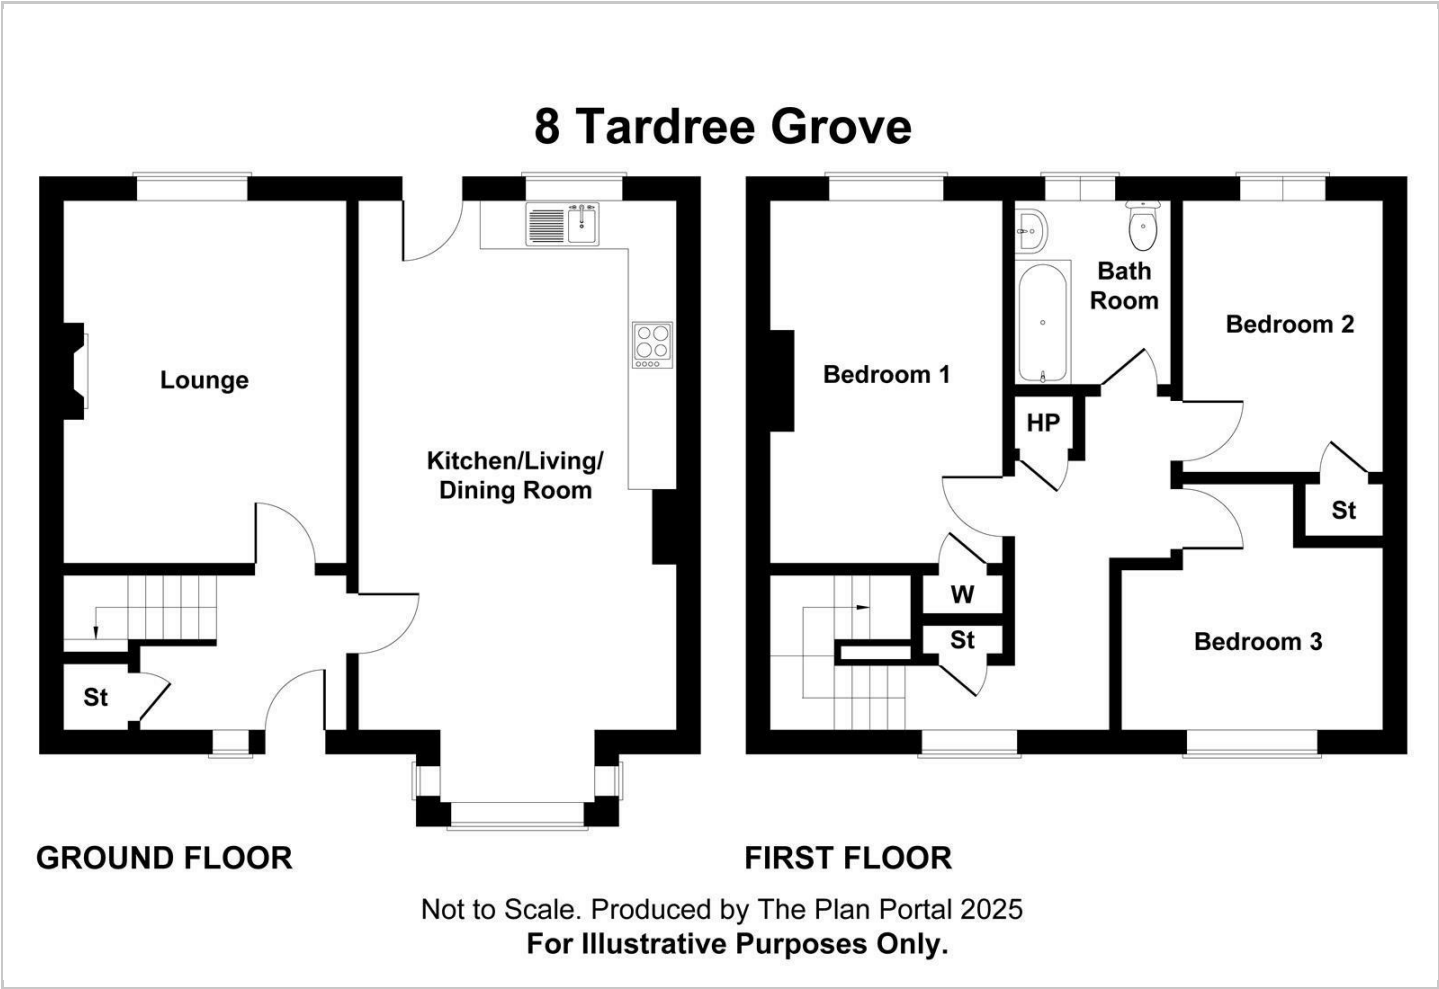 8 Tardree Grove
Lounge
Kitchen/Living/
Dining Room
St
Bedroom 1
Bath
Room
Bedroom 2
HP
St
W
St
Bedroom 3
GROUND FLOOR
FIRST FLOOR
Not to Scale. Produced by The Plan Portal 2025
For Illustrative Purposes Only.